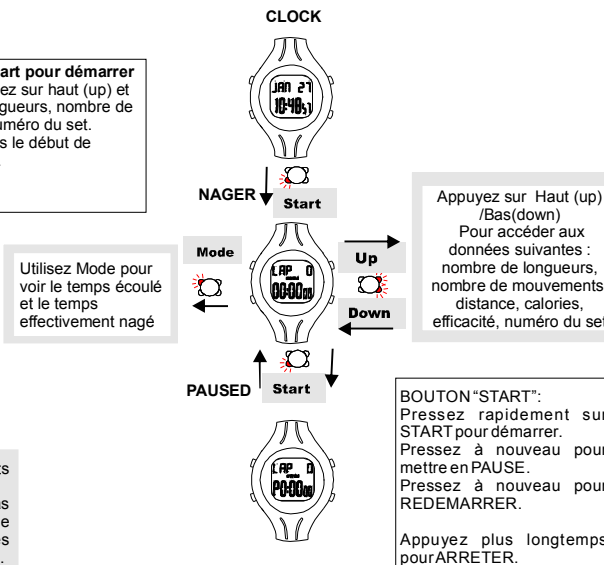 CLOCK
art pour démarrer
ez sur haut (up) et
gueurs, nombre de
uméro du set.
s le début de
JAN 27
10:48 57
NAGER
Start
Mode
Up
Down
LAP 0
00:00 00
Utilisez Mode pour
voir le temps écoulé
et le temps
effectivement nagé
Appuyez sur Haut (up)
/Bas(down)
Pour accéder aux
données suivantes :
nombre de longueurs,
nombre de mouvements
distance, calories,
efficacité, numéro du set
PAUSED
Start
LAP 0
P0:00 00
BOUTON "START":
Pressez rapidement sur
START pour démarrer.
Pressez à nouveau pour
mettre en PAUSE.
Pressez à nouveau pour
REDEMARRER.
Appuyez plus longtemps
pour ARRETER.
ts
s
e
es
.